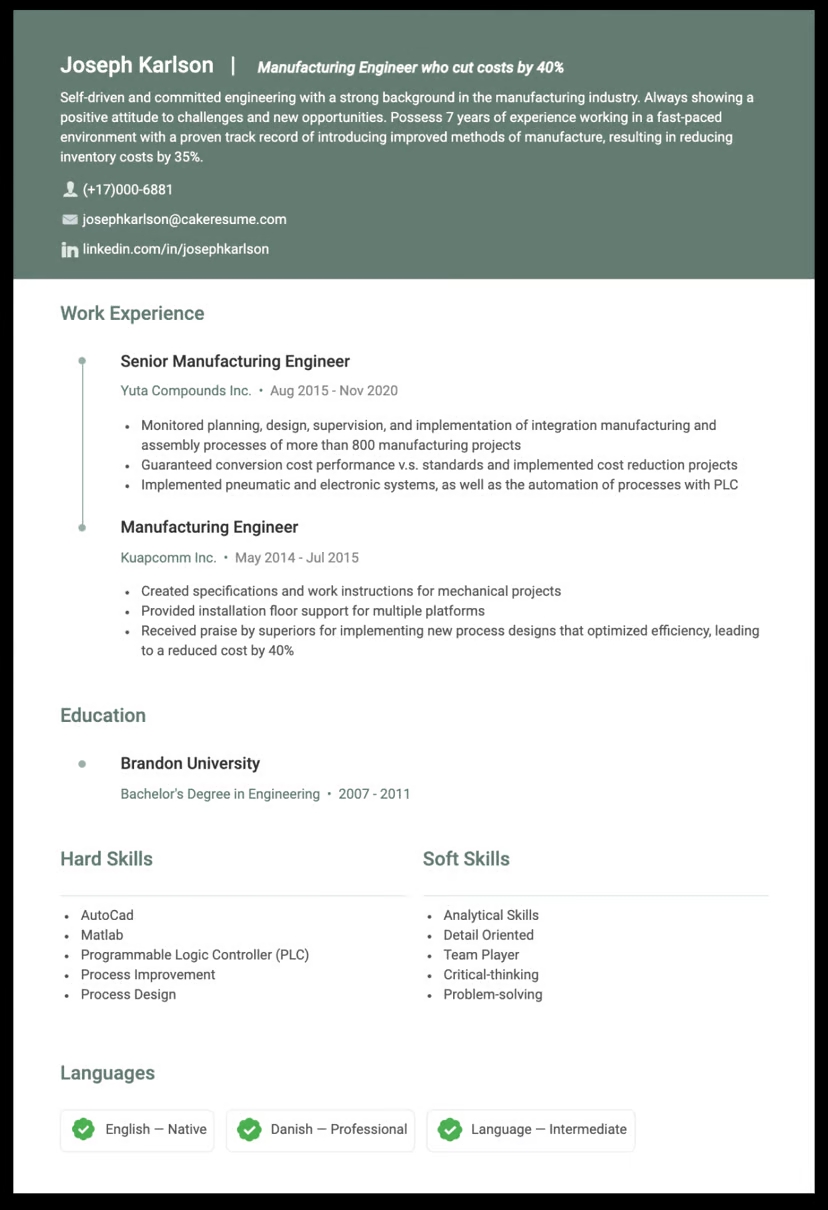 Joseph Karlson | Manufacturing Engineer who cut costs by 40%
Self-driven and committed engineering with a strong background in the manufacturing industry. Always showing a
positive attitude to challenges and new opportunities. Possess 7 years of experience working in a fast-paced
environment with a proven track record of introducing improved methods of manufacture, resulting in reducing
inventory costs by 35%.
(+17)000-6881
josephkarlson@cakeresume.com
linkedin.com/in/josephkarlson
Work Experience
Senior Manufacturing Engineer
Yuta Compounds Inc. • Aug 2015 - Nov 2020
• Monitored planning, design, supervision, and implementation of integration manufacturing and
assembly processes of more than 800 manufacturing projects
• Guaranteed conversion cost performance v.s. standards and implemented cost reduction projects
• Implemented pneumatic and electronic systems, as well as the automation of processes with PLC
Manufacturing Engineer
Kuapcomm Inc. • May 2014 - Jul 2015
• Created specifications and work instructions for mechanical projects
• Provided installation floor support for multiple platforms
• Received praise by superiors for implementing new process designs that optimized efficiency, leading
to a reduced cost by 40%
Education
Brandon University
Bachelor's Degree in Engineering • 2007 - 2011
Hard Skills
• AutoCad
• Matlab
• Programmable Logic Controller (PLC)
• Process Improvement
• Process Design
Soft Skills
• Analytical Skills
• Detail Oriented
• Team Player
• Critical-thinking
• Problem-solving
Languages
English — Native
Danish — Professional
Language — Intermediate